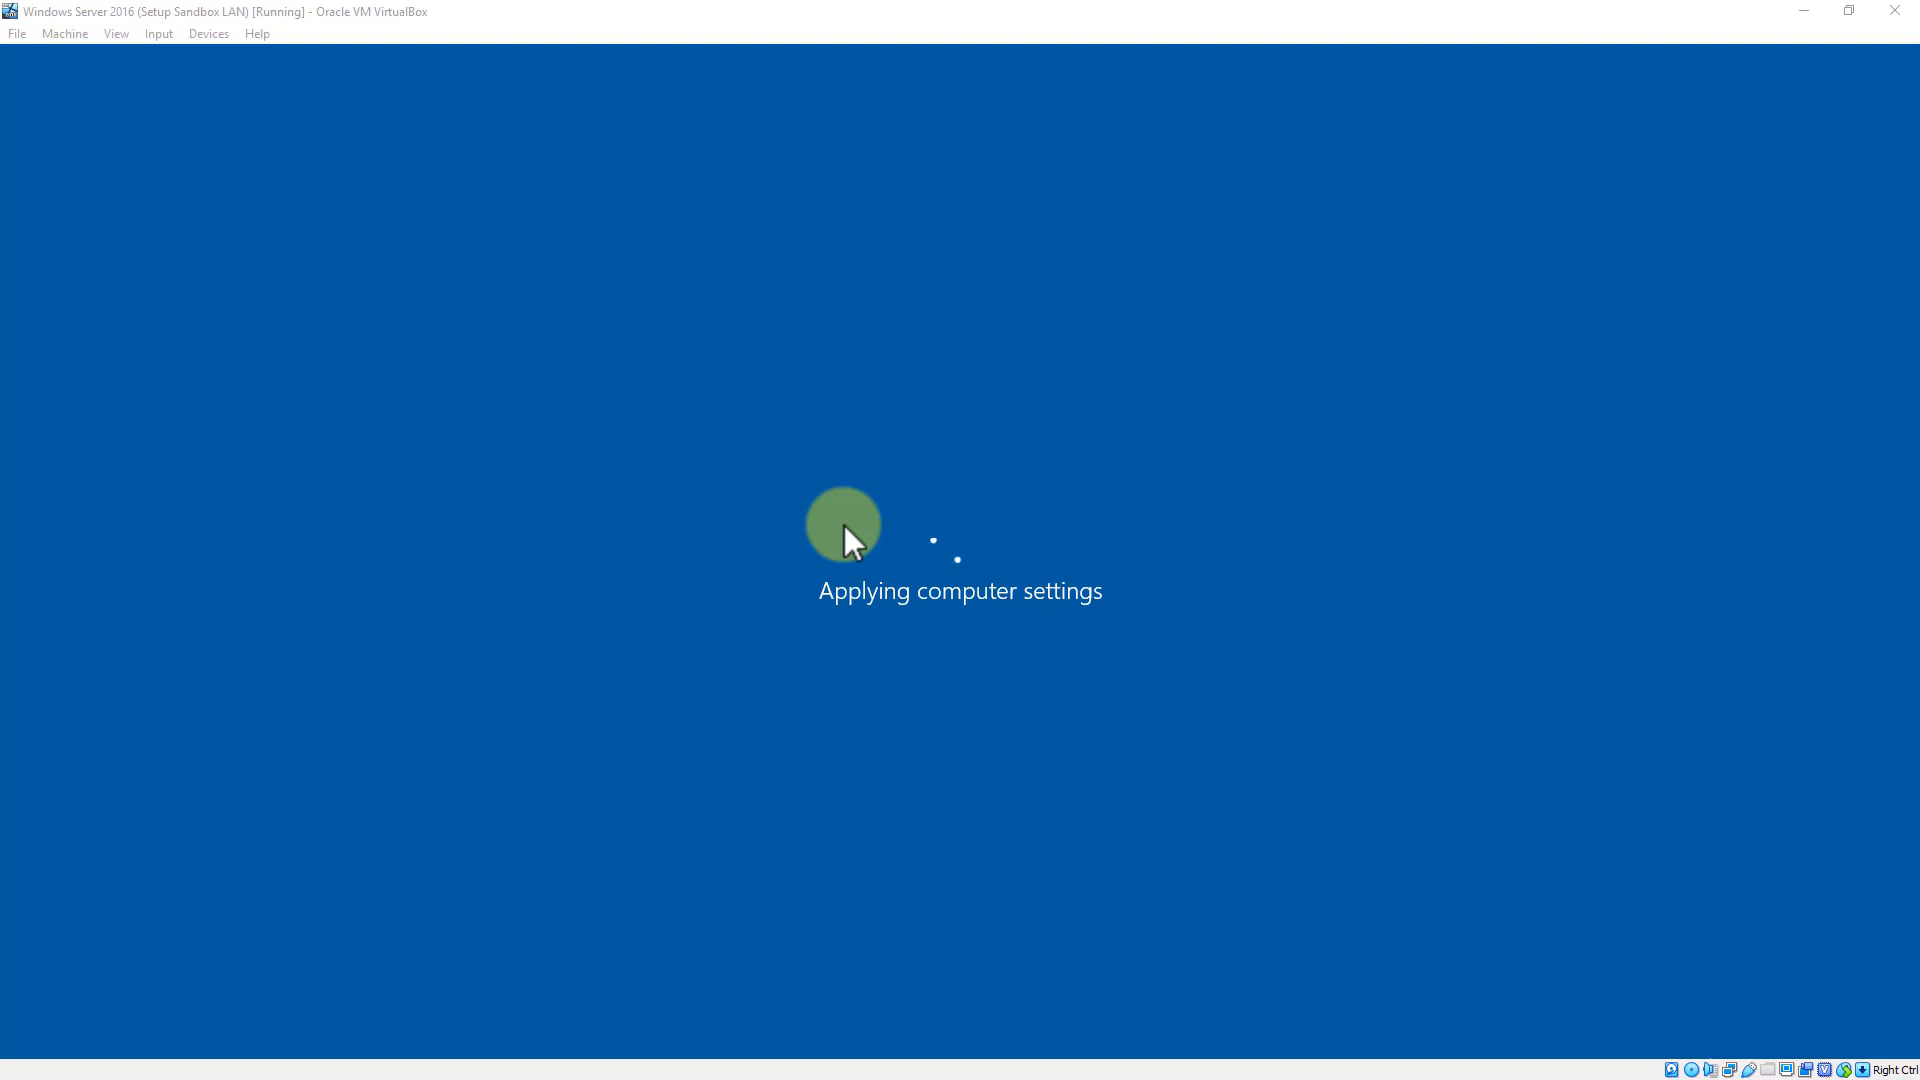 Windows Server 2016 (Setup Sandbox LAN) [Running] - Oracle VM VirtualBox
File Machine View Input Devices Help
Applying computer settings
Right Ctrl